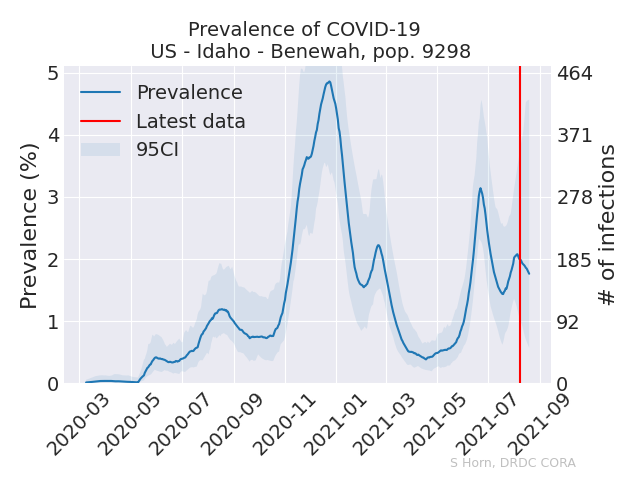 Prevalence of COVID-19
US - Idaho - Benewah, pop. 9298
Prevalence
Latest data
95CI
Prevalence (%)
5
4
3
2
1
0
464
371
278
185
92
0
# of infections
2020-03
2020-05
2020-07
2020-09
2020-11
2021-01
2021-03
2021-05
2021-07
2021-09
S Horn, DRDC CORA